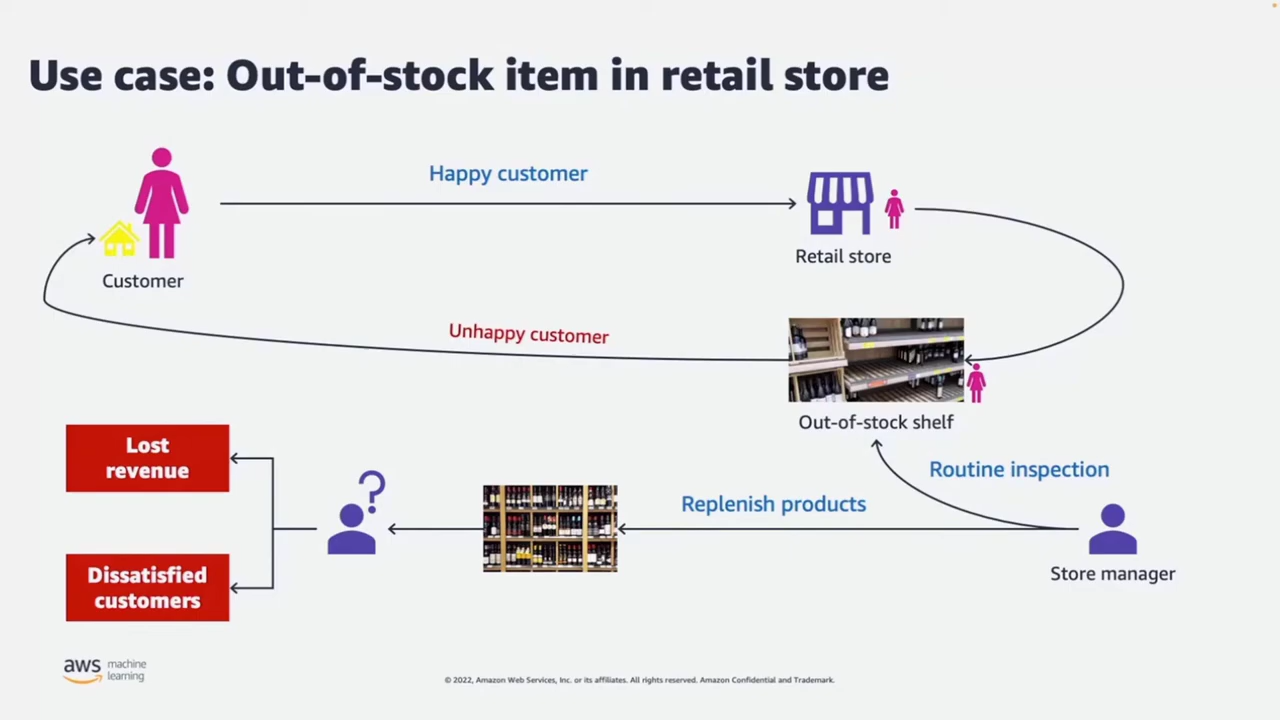 Use case: Out-of-stock item in retail store
Happy customer
Retail store
Customer
Unhappy customer
Out-of-stock shelf
Lost
revenue
Routine inspection
Replenish products
?
Store manager
Dissatisfied
customers
aws machine
learning
© 2022, Amazon Web Services, Inc. or its affiliates. All rights reserved. Amazon Confidential and Trademark.